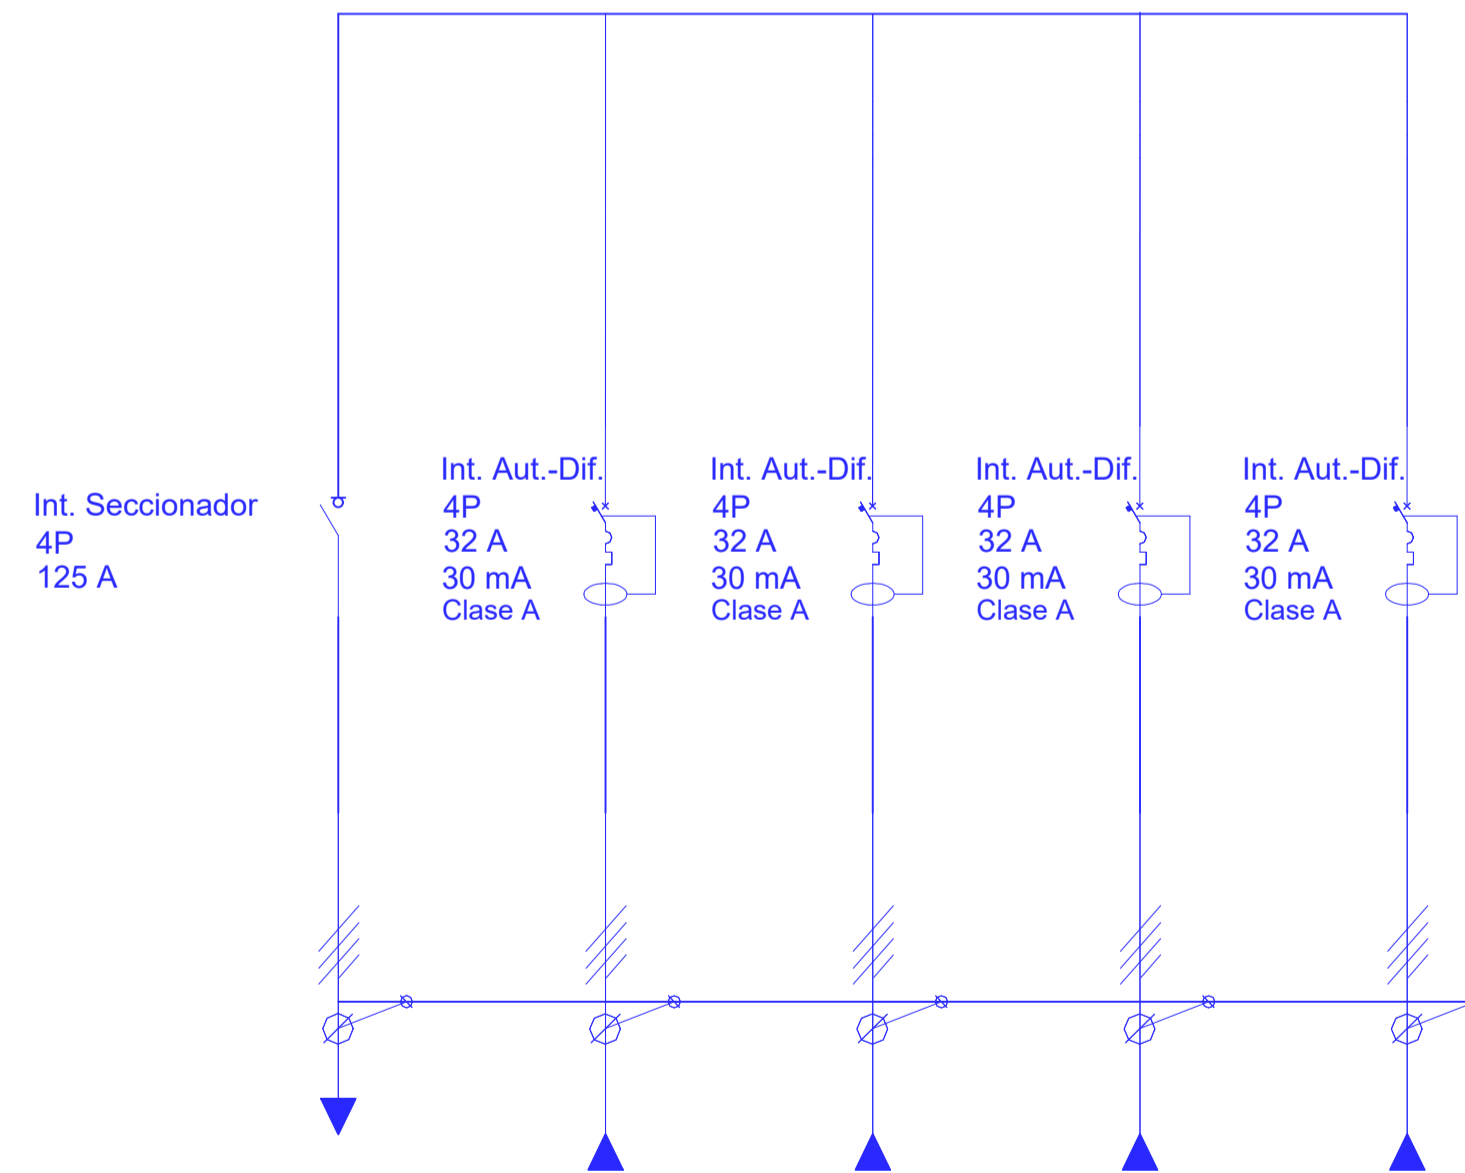 Int. Seccionador
4P
125 A
Int. Aut.-Dif.
4P
32 A
30 mA
Clase A
Int. Aut.-Dif.
4P
32 A
30 mA
Clase A
Int. Aut.-Dif.
4P
32 A
30 mA
Clase A
Int. Aut.-Dif.
4P
32 A
30 mA
Clase A